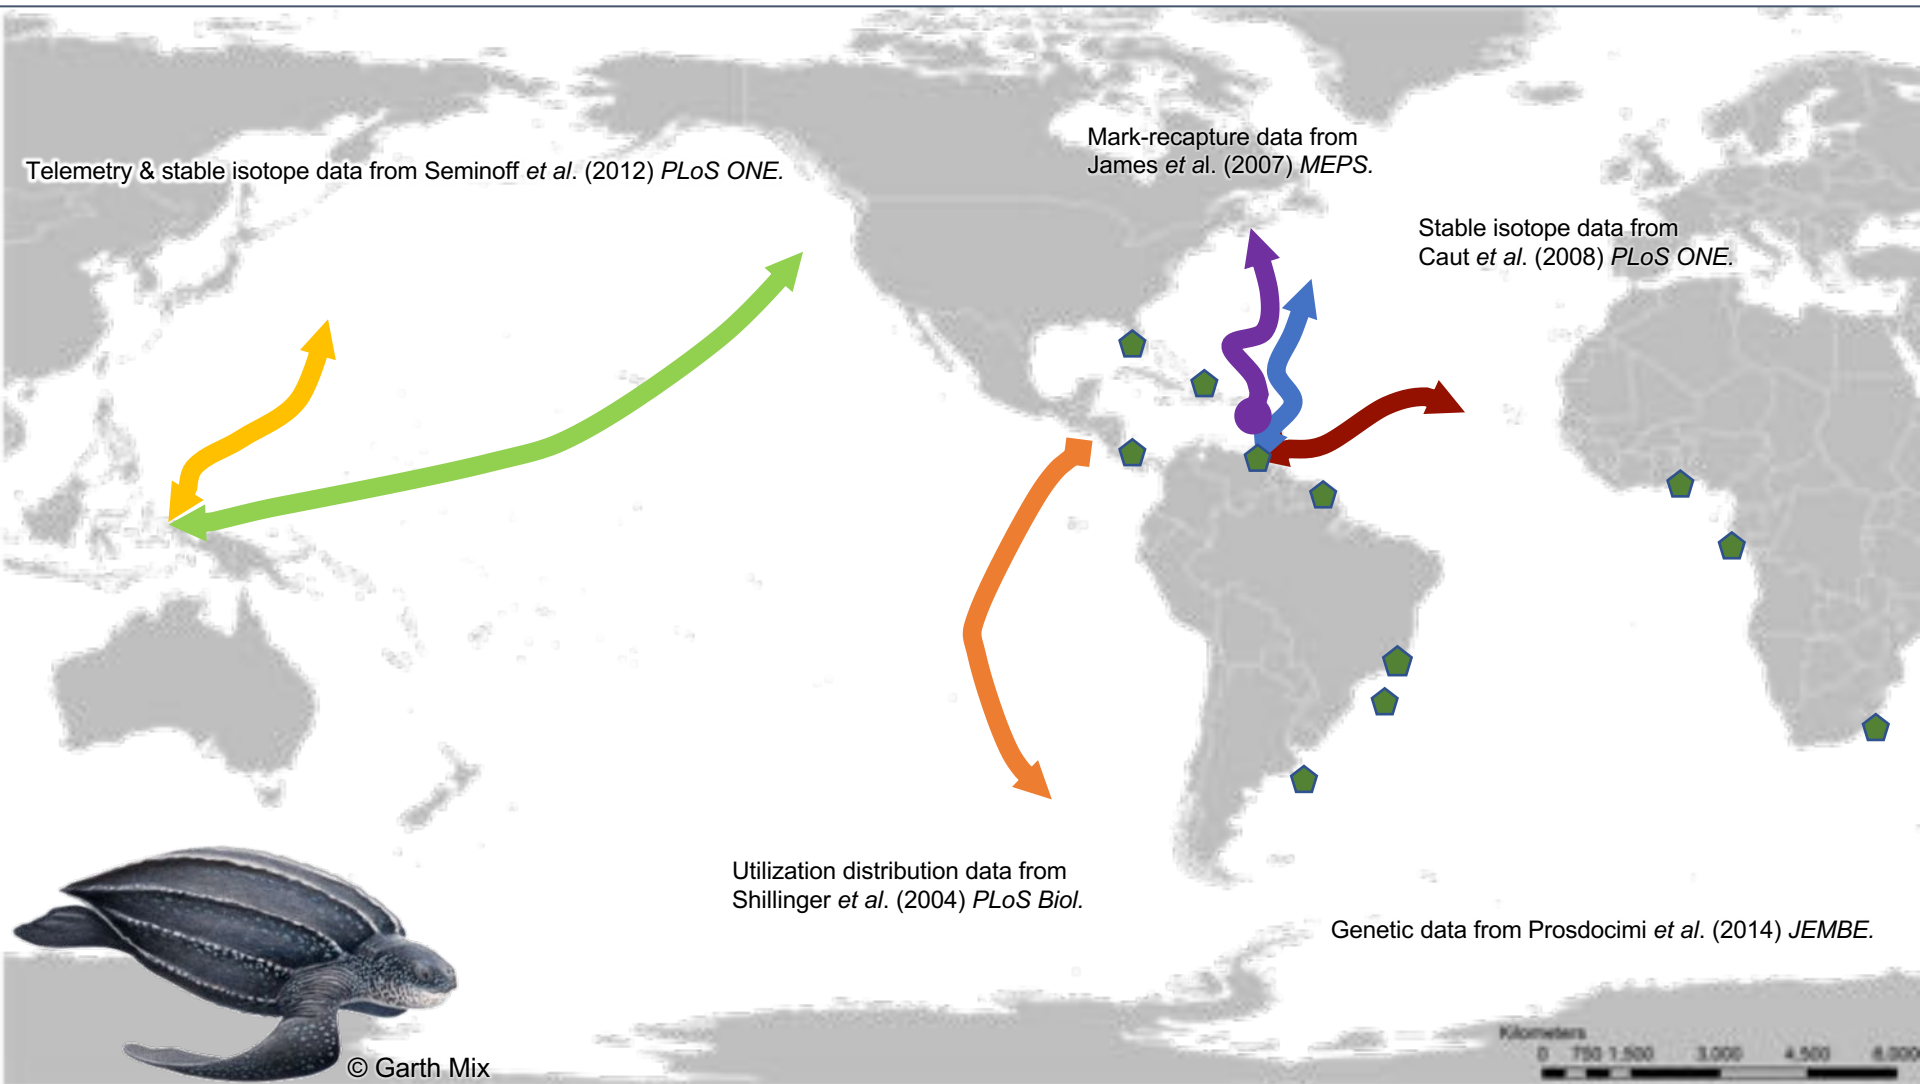 Mark-recapture data from
James et al. (2007) MEPS.
Telemetry & stable isotope data from Seminoff et al. (2012) PLoS ONE.
Stable isotope data from
Caut et al. (2008) PLoS ONE.
Utilization distribution data from
Shillinger et al. (2004) PLoS Biol.
Genetic data from Prosdocimi et al. (2014) JEMBE.
Kilometers
0 750 1.500 3.000 4.500 6.000
© Garth Mix